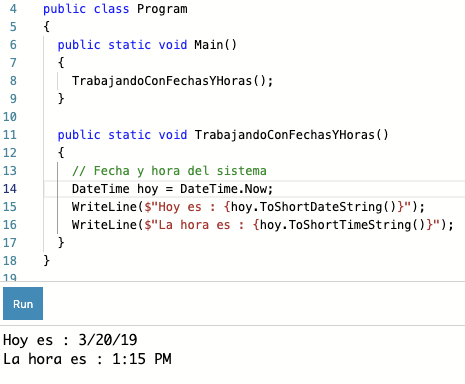 4 public class Program
5 {
6 public static void Main()
7 {
8 TrabajandoConFechasYHoras();
9 }
10
11 public static void TrabajandoConFechasYHoras()
12 {
13 // Fecha y hora del sistema
14 DateTime hoy = DateTime.Now;
15 WriteLine($"Hoy es : {hoy.ToShortDateString()}");
16 WriteLine($"La hora es : {hoy.ToShortTimeString()}");
17 }
18 }
19
Run
Hoy es : 3/20/19
La hora es : 1:15 PM